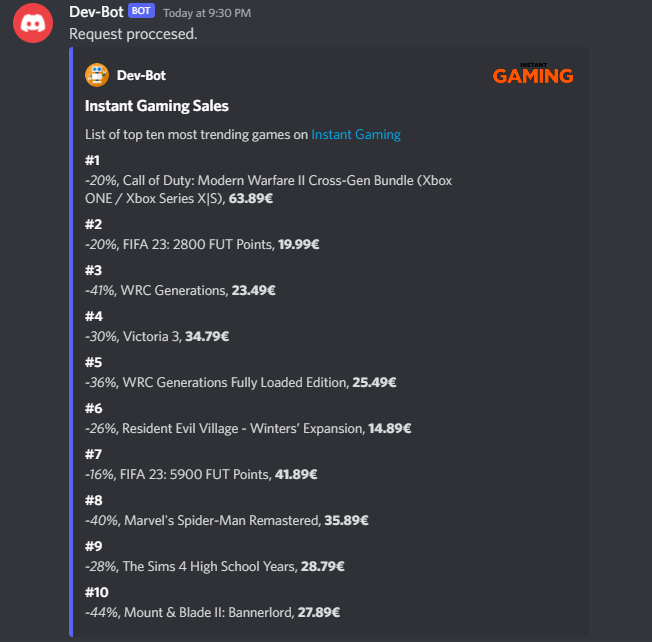 Dev-Bot BOT Today at 9:30 PM
Request proccesed.
Dev-Bot
INSTANT
GAMING
Instant Gaming Sales
List of top ten most trending games on Instant Gaming
#1
-20%, Call of Duty: Modern Warfare II Cross-Gen Bundle (Xbox
ONE / Xbox Series X|S), 63.89€
#2
-20%, FIFA 23: 2800 FUT Points, 19.99€
#3
-41%, WRC Generations, 23.49€
#4
-30%, Victoria 3, 34.79€
#5
-36%, WRC Generations Fully Loaded Edition, 25.49€
#6
-26%, Resident Evil Village - Winters’ Expansion, 14.89€
#7
-16%, FIFA 23: 5900 FUT Points, 41.89€
#8
-40%, Marvel's Spider-Man Remastered, 35.89€
#9
-28%, The Sims 4 High School Years, 28.79€
#10
-44%, Mount & Blade II: Bannerlord, 27.89€